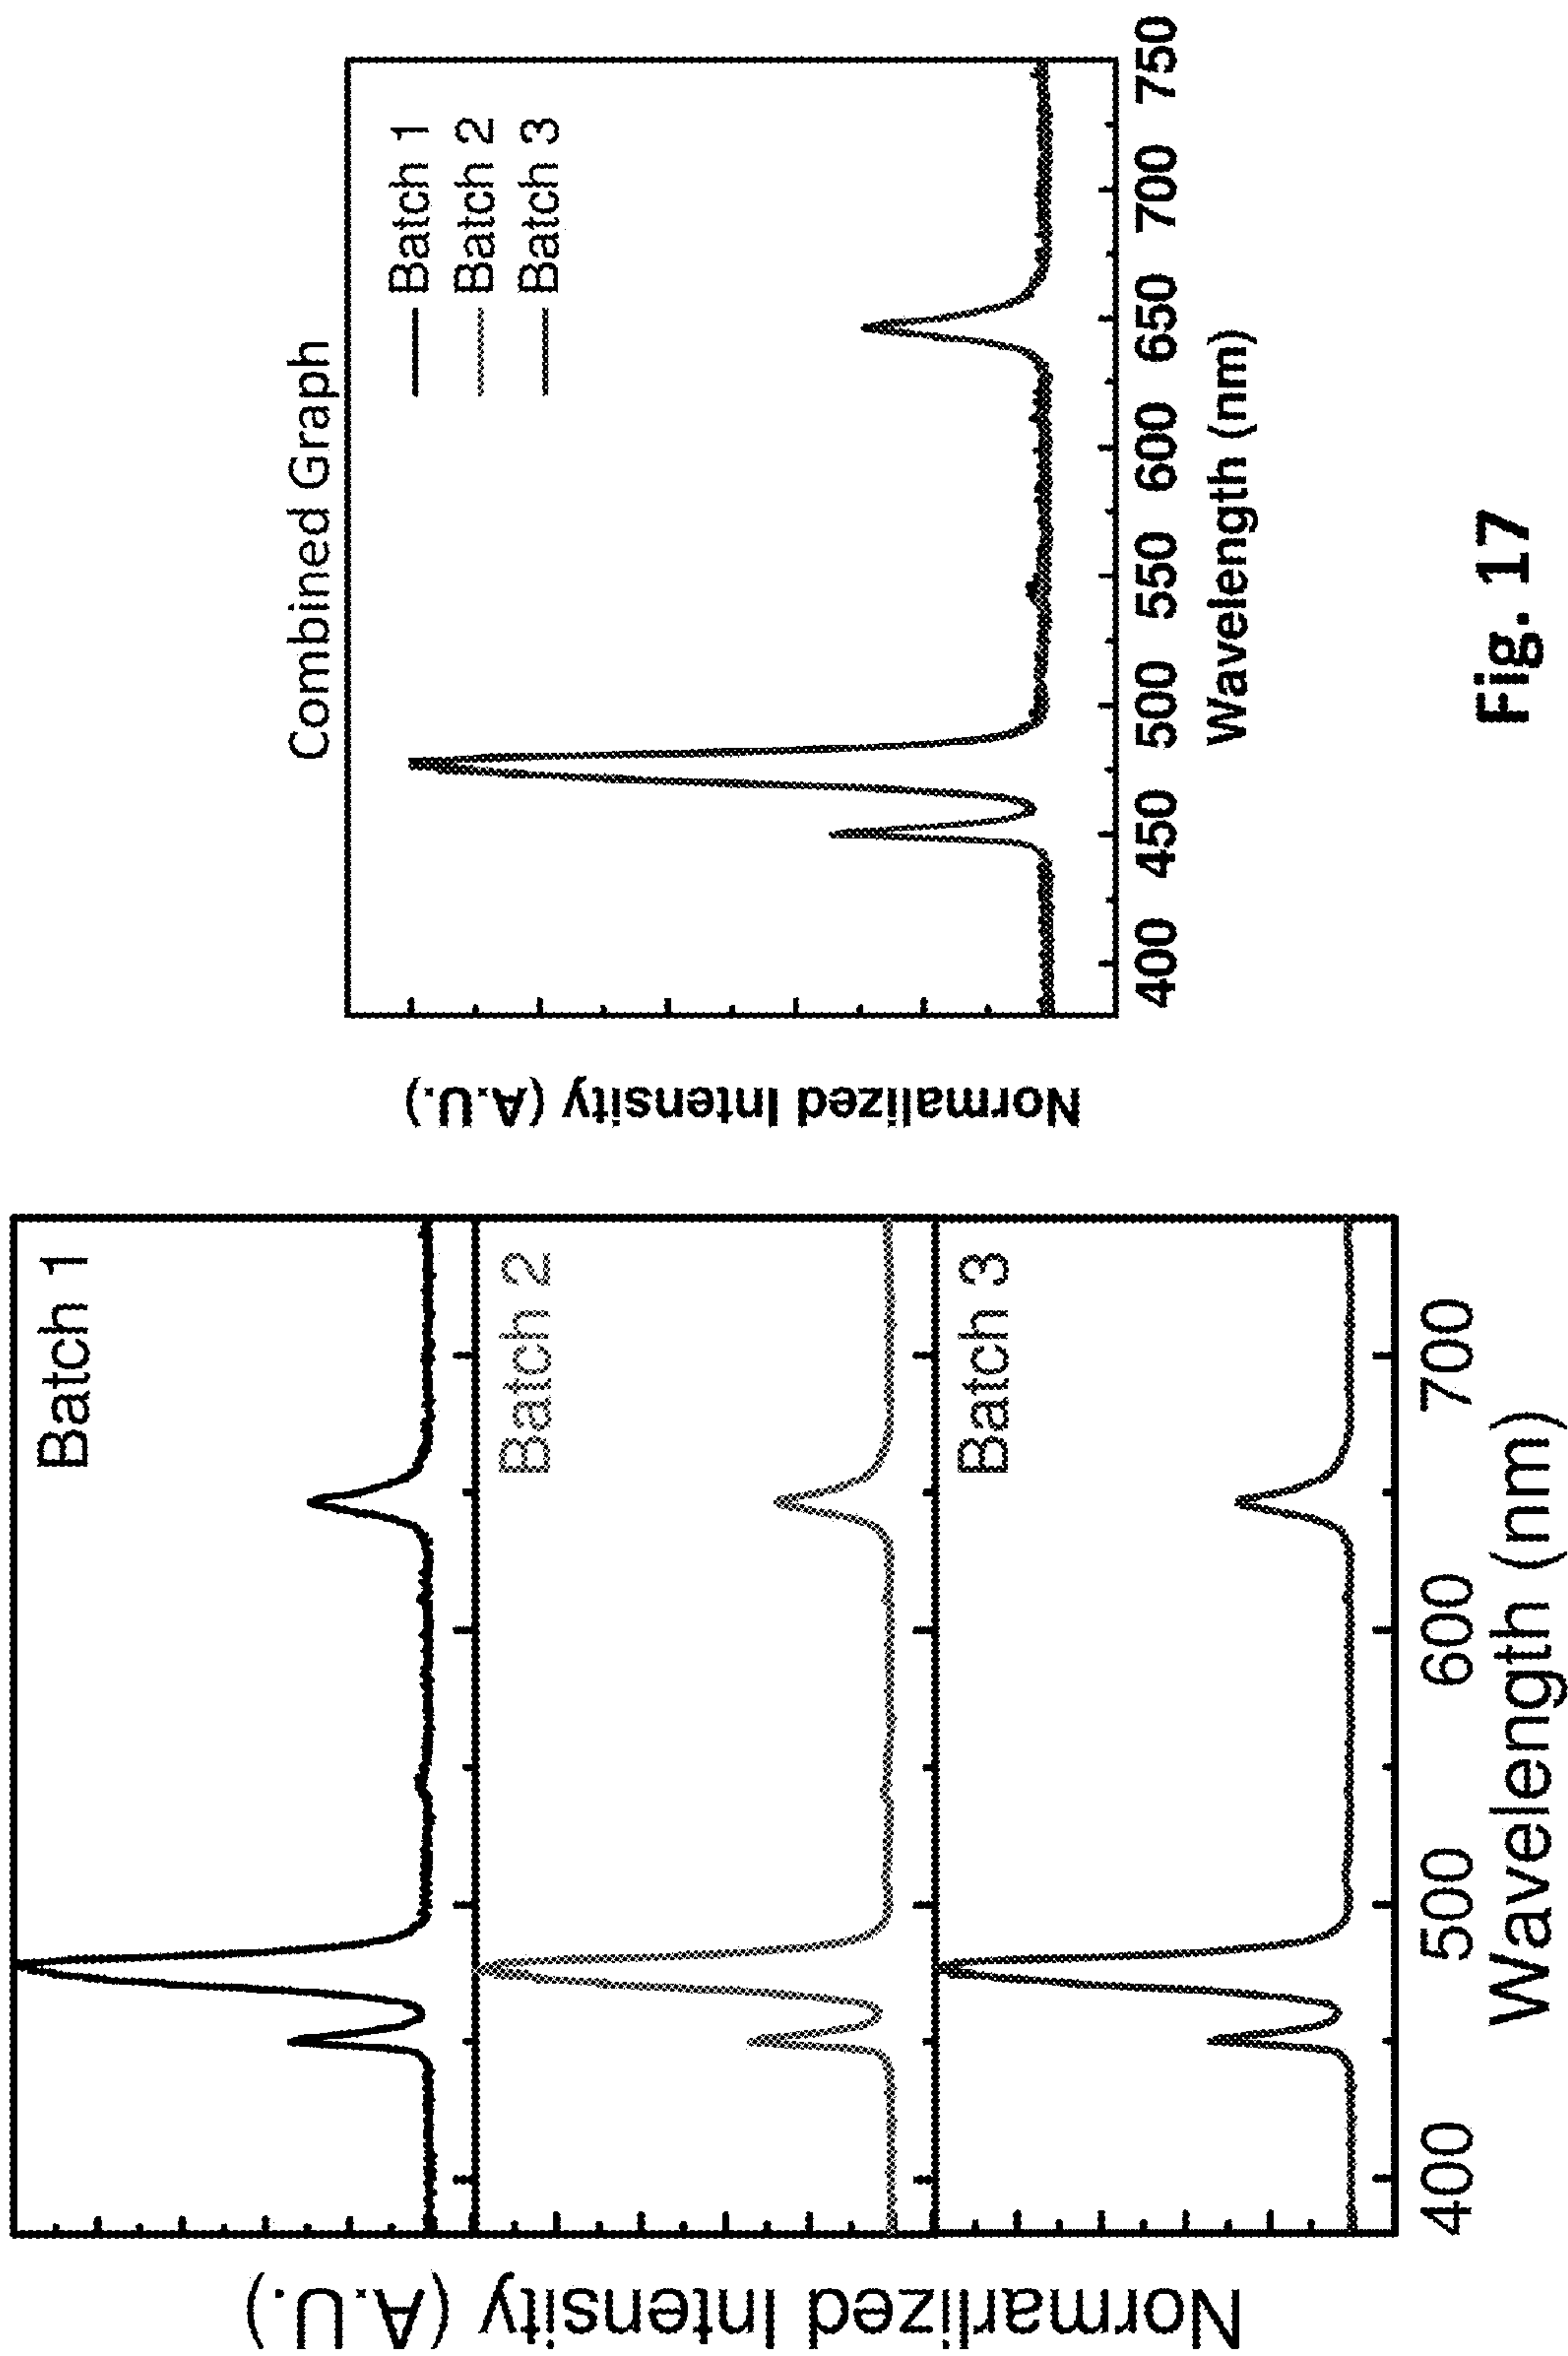 Normarlized Intensity (A.U.)
Batch 1
Batch 2
Batch 3
400 500 600 700
Wavelength (nm)
Combined Graph
Normalized Intensity (A.U.)
Batch 1
Batch 2
Batch 3
400 450 500 550 600 650 700 750
Wavelength (nm)
Fig. 17